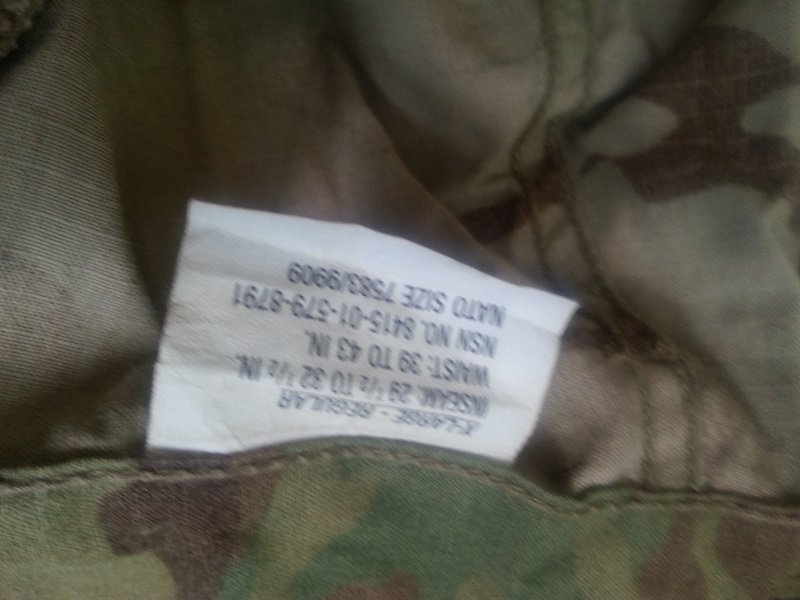 X-LARGE - REGULAR
INSEAM: 29 1/2 TO 32 1/2 IN.
WAIST: 39 TO 43 IN.
NSN NO. 8415-01-579-8791
NATO SIZE 7583/9909